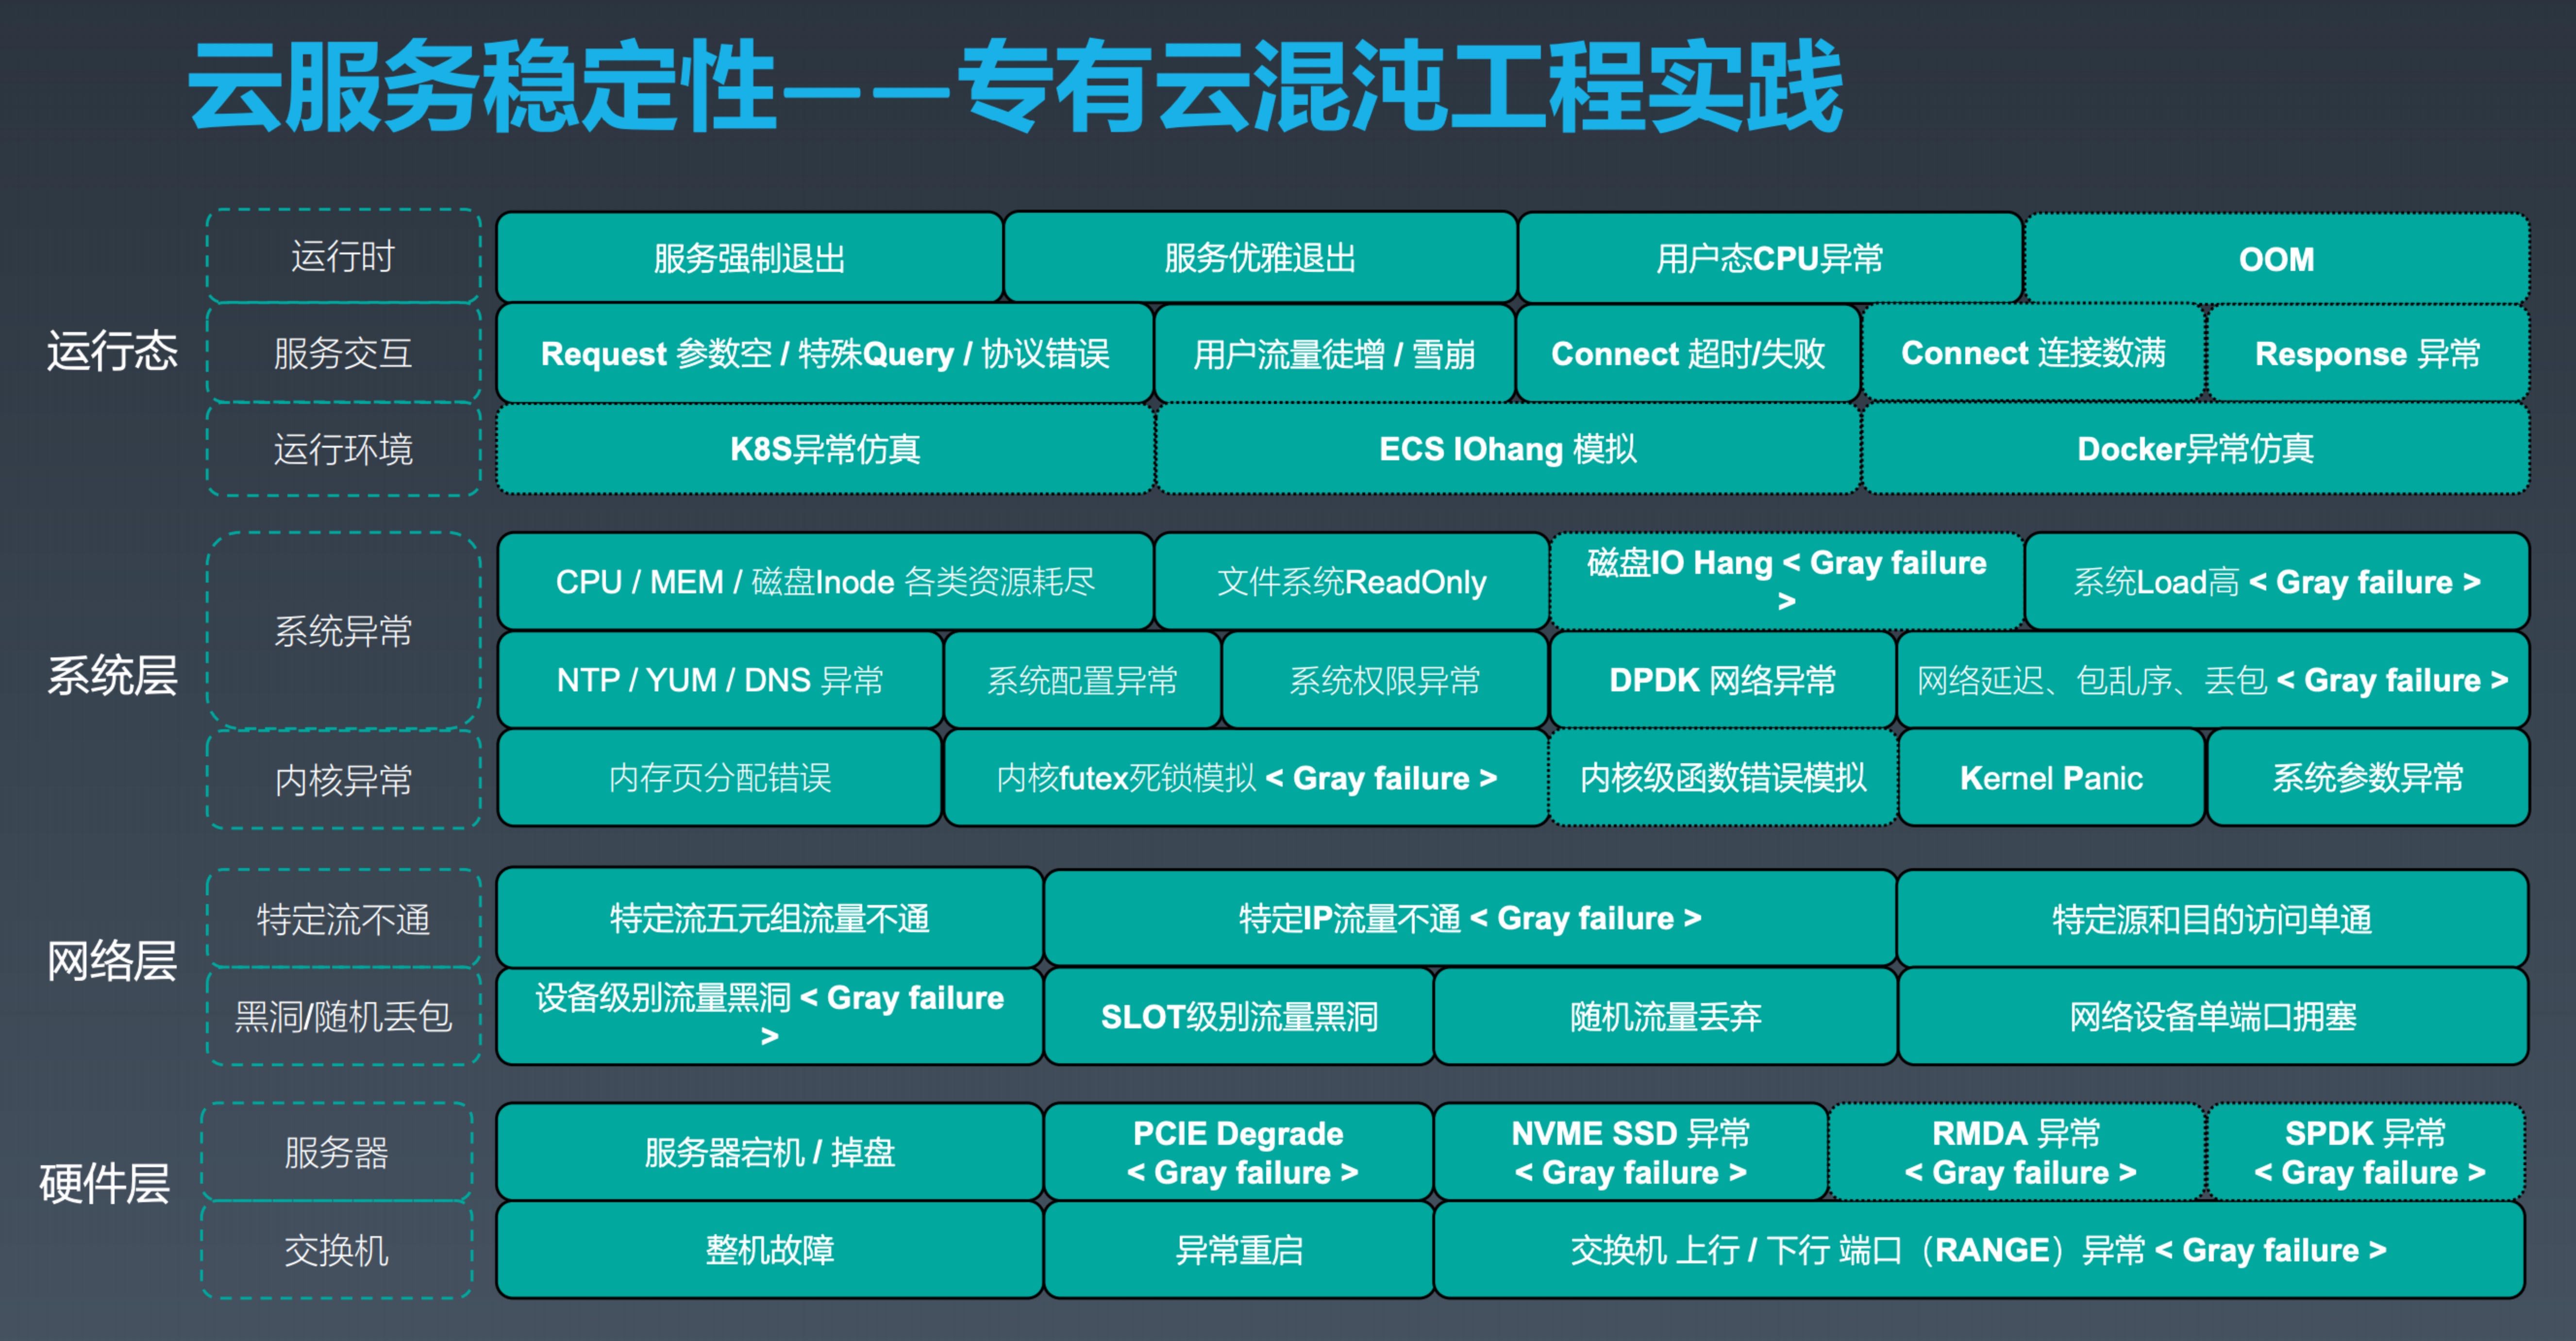 云服务稳定性——专有云混沌工程实践
运行态
运行时
服务强制退出
服务优雅退出
用户态CPU异常
OOM
服务交互
Request 参数空 / 特殊Query / 协议错误
用户流量徒增 / 雪崩
Connect 超时/失败
Connect 连接数满
Response 异常
运行环境
K8S异常仿真
ECS IOhang 模拟
Docker异常仿真
系统层
系统异常
CPU / MEM / 磁盘Inode 各类资源耗尽
文件系统ReadOnly
磁盘IO Hang < Gray failure
>
系统Load高 < Gray failure >
NTP / YUM / DNS 异常
系统配置异常
系统权限异常
DPDK 网络异常
网络延迟、包乱序、丢包 < Gray failure >
内核异常
内存页分配错误
内核futex死锁模拟 < Gray failure >
内核级函数错误模拟
Kernel Panic
系统参数异常
网络层
特定流不通
特定流五元组流量不通
特定IP流量不通 < Gray failure >
特定源和目的访问单通
黑洞/随机丢包
设备级别流量黑洞 < Gray failure
>
SLOT级别流量黑洞
随机流量丢弃
网络设备单端口拥塞
硬件层
服务器
服务器宕机 / 掉盘
PCIE Degrade
< Gray failure >
NVME SSD 异常
< Gray failure >
RMDA 异常
< Gray failure >
SPDK 异常
< Gray failure >
交换机
整机故障
异常重启
交换机 上行 / 下行 端口（RANGE）异常 < Gray failure >